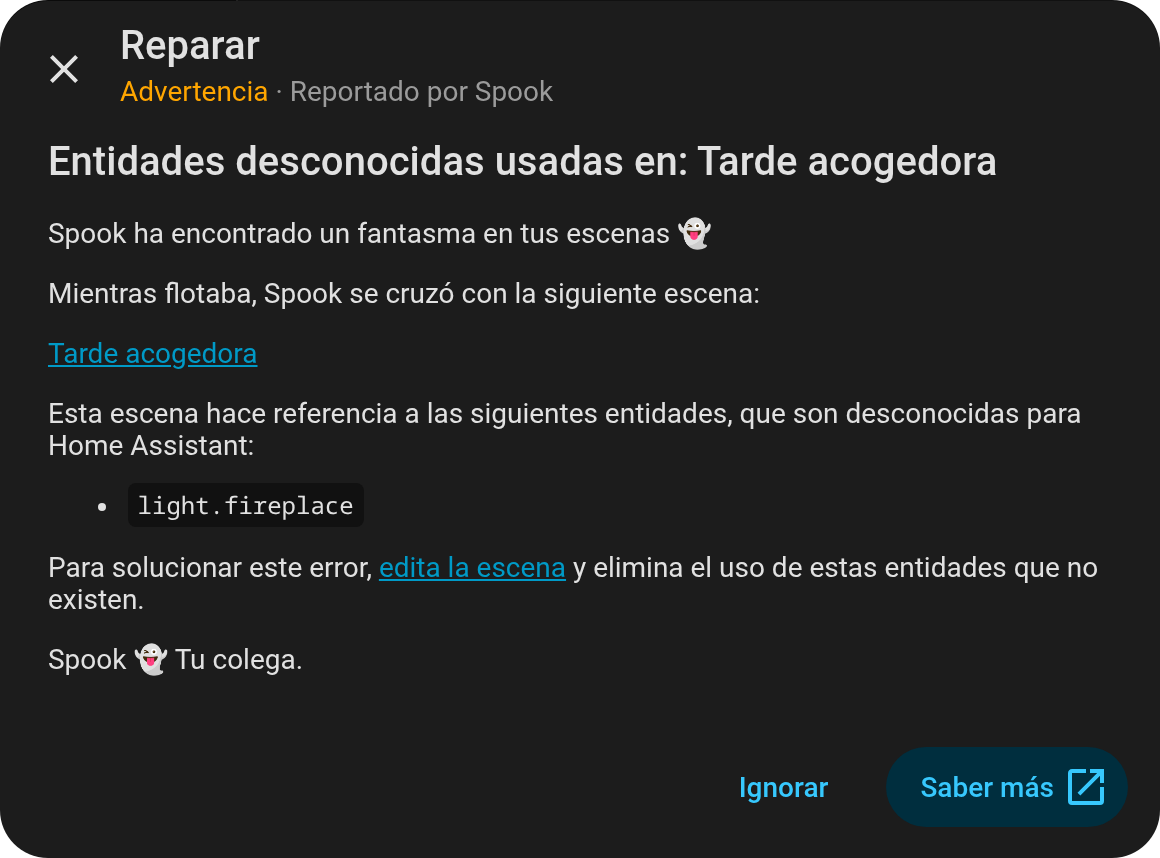 Reparar
Advertencia · Reportado por Spook
Entidades desconocidas usadas en: Tarde acogedora
Spook ha encontrado un fantasma en tus escenas 👻
Mientras flotaba, Spook se cruzó con la siguiente escena:
Tarde acogedora
Esta escena hace referencia a las siguientes entidades, que son desconocidas para
Home Assistant:
• light.fireplace
Para solucionar este error, edita la escena y elimina el uso de estas entidades que no
existen.
Spook 👻 Tu colega.
Ignorar
Saber más